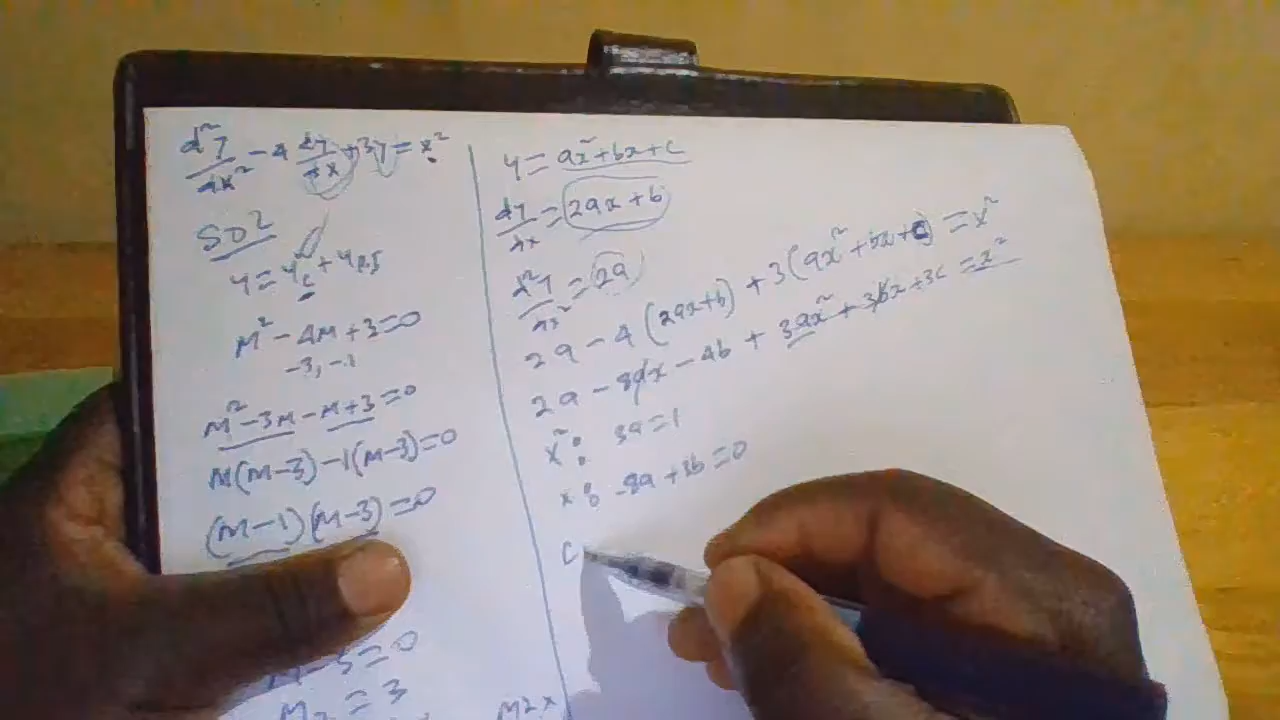 d²y/dx² - 4 dy/dx + 3y = x²
SOL
y = yc + yp.I
M² - 4M + 3 = 0
-3, -1
M² - 3M - M + 3 = 0
M(M-3) - 1(M-3) = 0
(M-1)(M-3) = 0
M - 3 = 0
M2 = 3
y = ax² + bx + c
dy/dx = 2ax + b
d²y/dx² = 2a
2a - 4(2ax+b) + 3(ax² + bx + c) = x²
2a - 8ax - 4b + 3ax² + 3bx + 3c = x²
x²: 3a = 1
x: -8a + 3b = 0
C
M2x